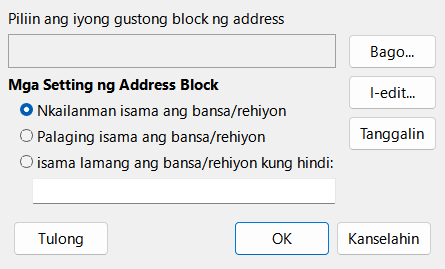 Piliin ang iyong gustong block ng address
Bago...
Mga Setting ng Address Block
I-edit...
Nkailanman isama ang bansa/rehiyon
Palaging isama ang bansa/rehiyon
Tanggalin
isama lamang ang bansa/rehiyon kung hindi:
Tulong
OK
Kanselahin